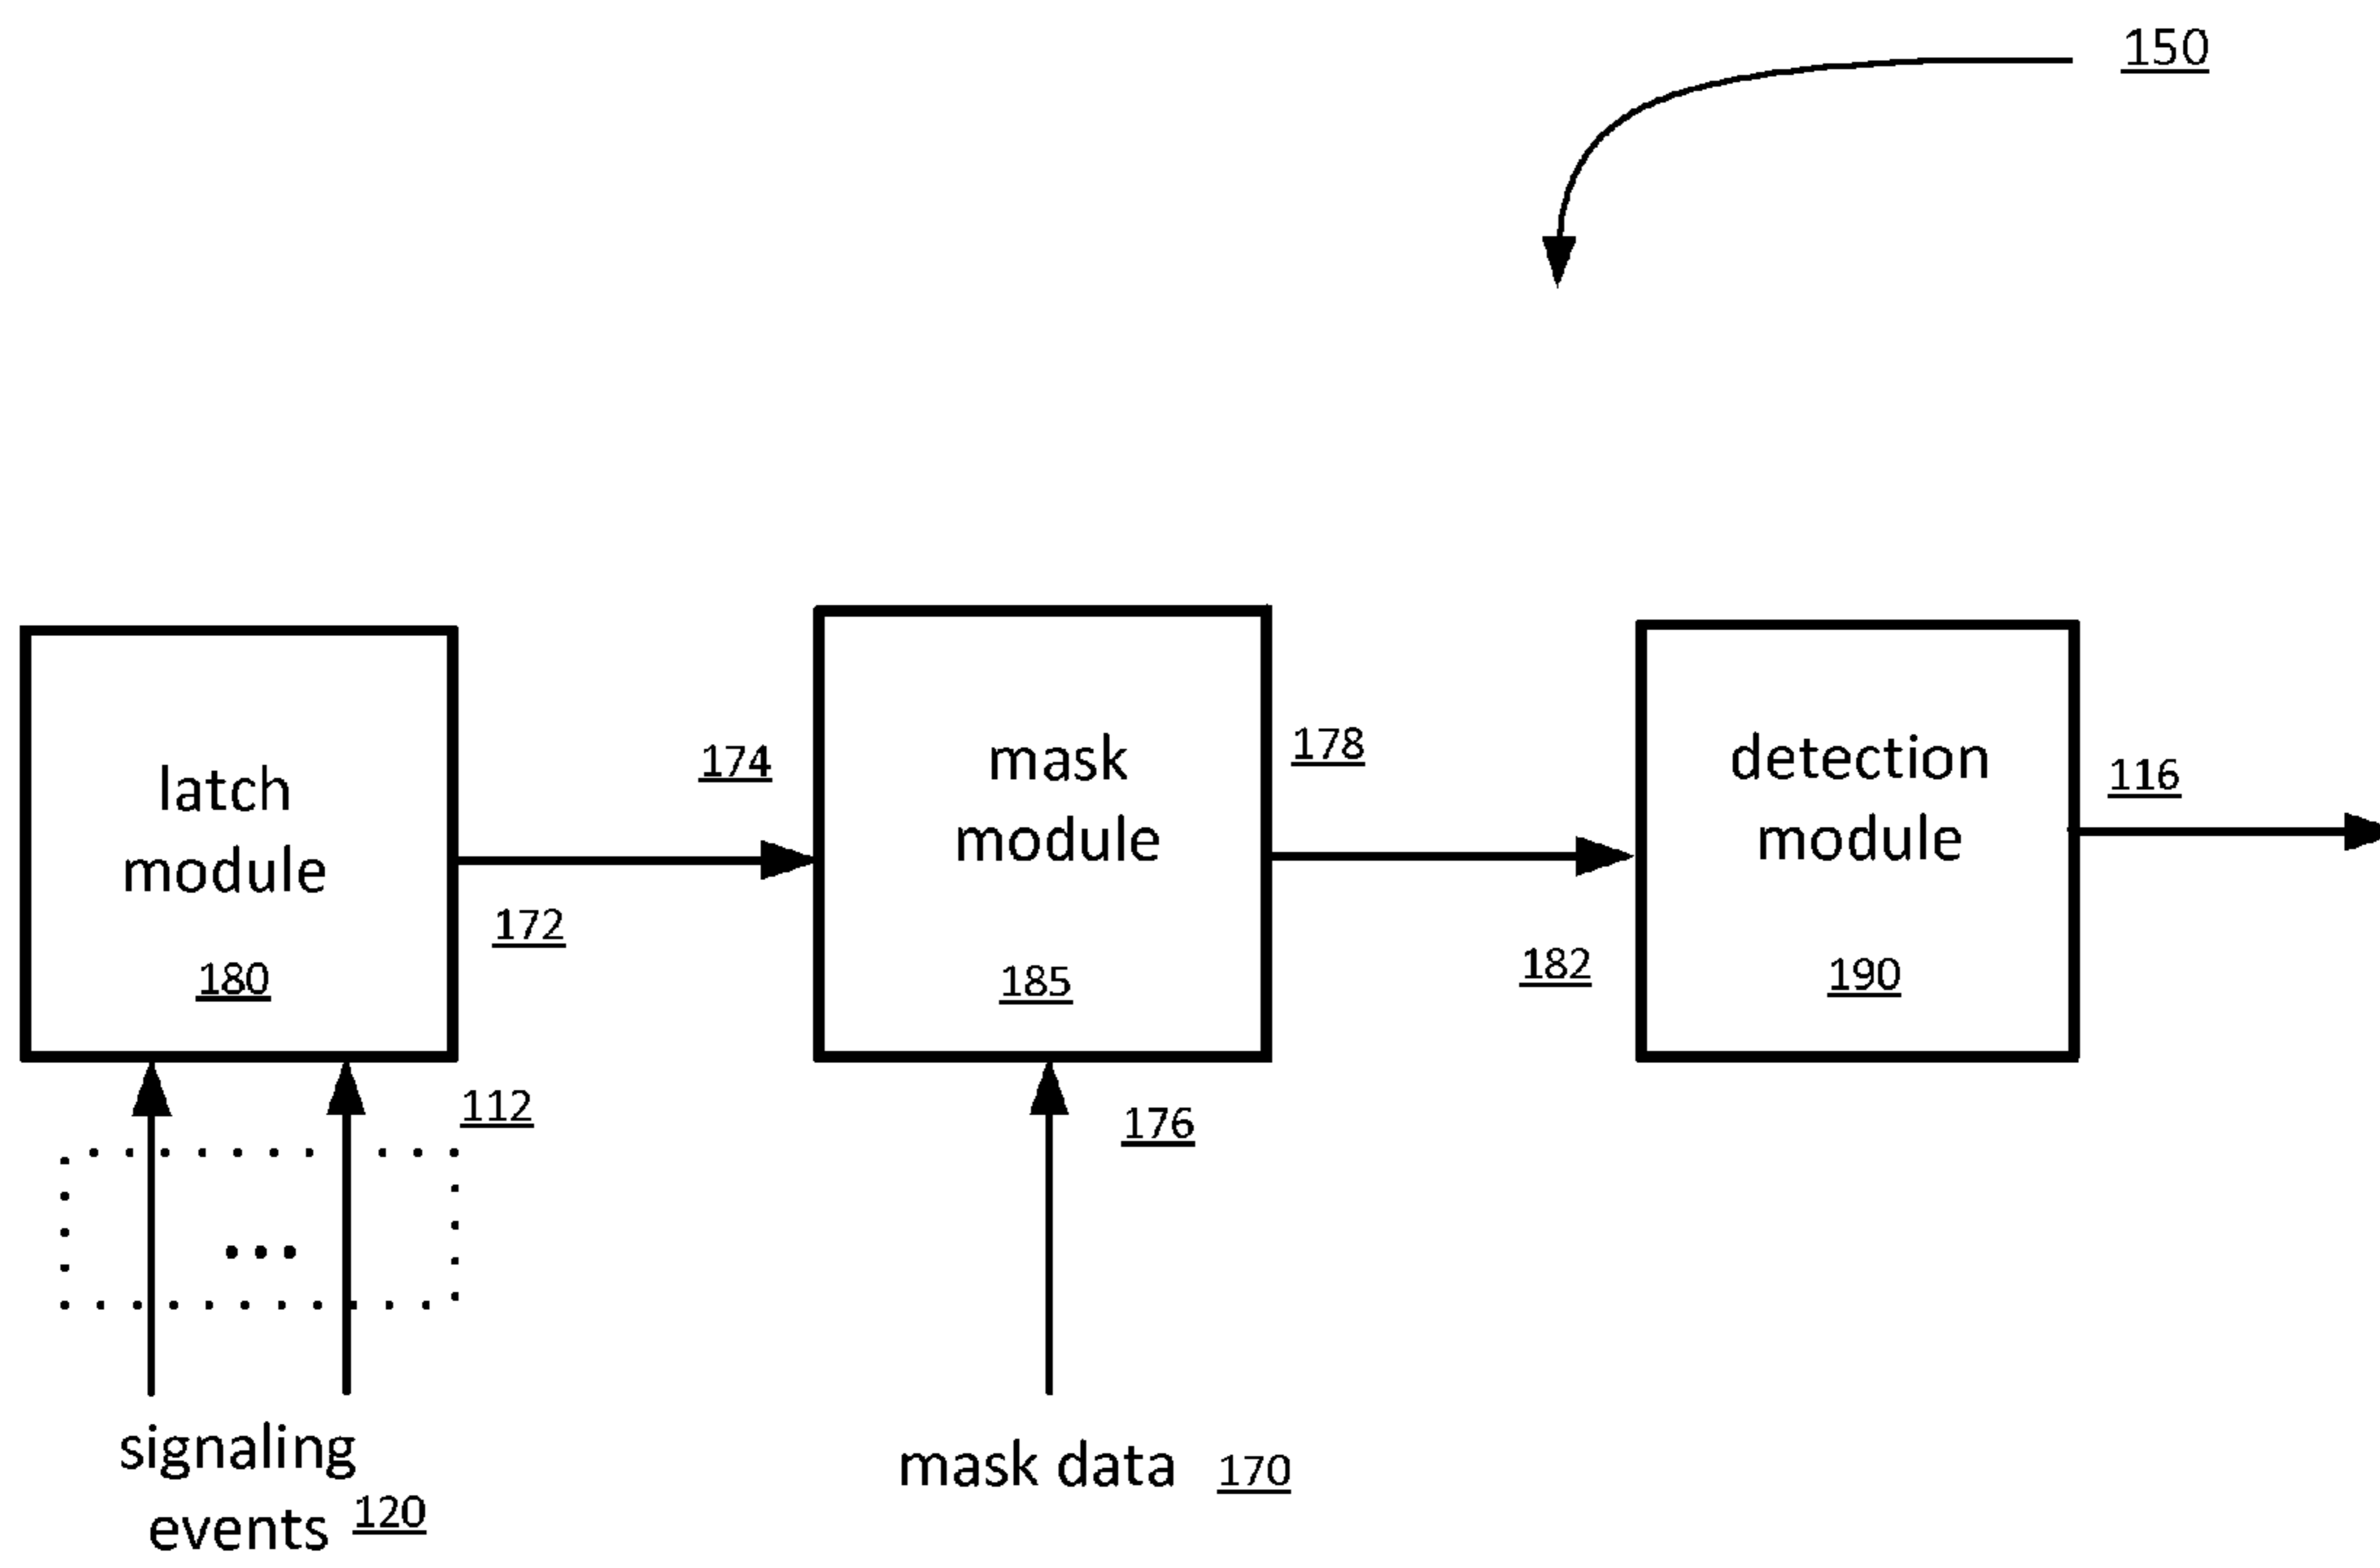 150
latch
module
180
172
174
mask
module
185
178
182
detection
module
190
116
112
176
signaling
events 120
mask data 170